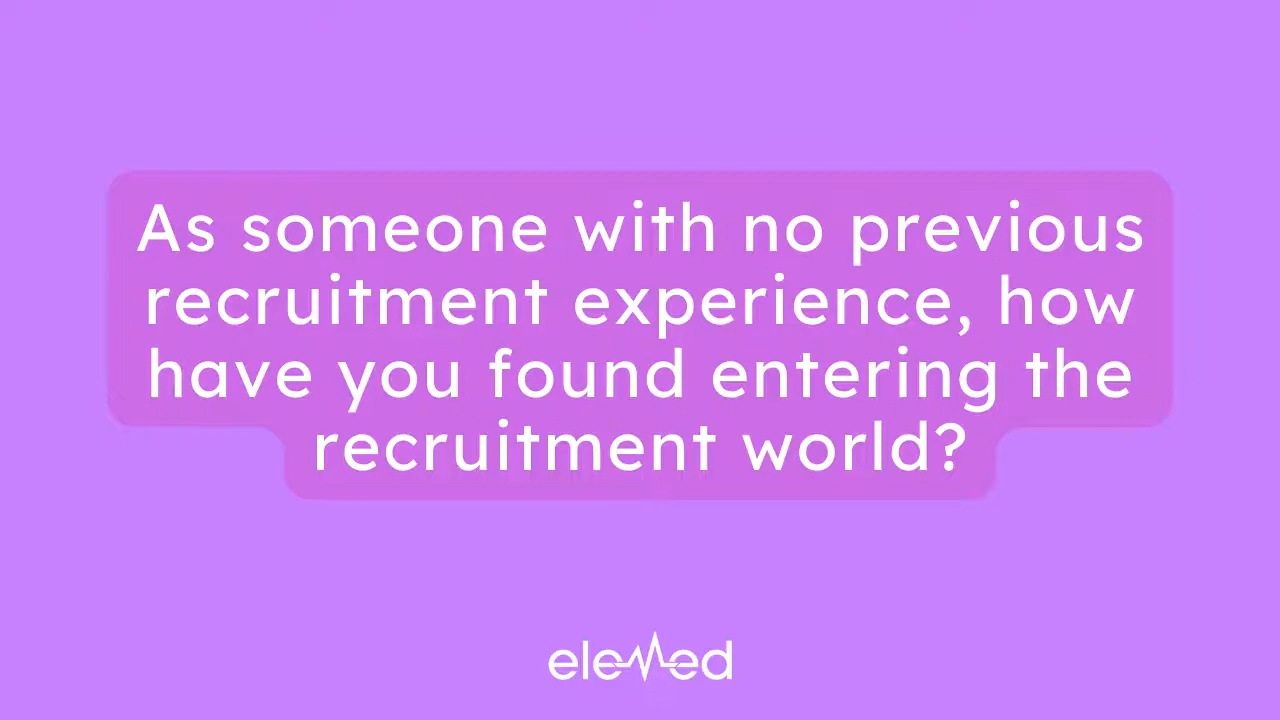 As someone with no previous
recruitment experience, how
have you found entering the
recruitment world?
elemed